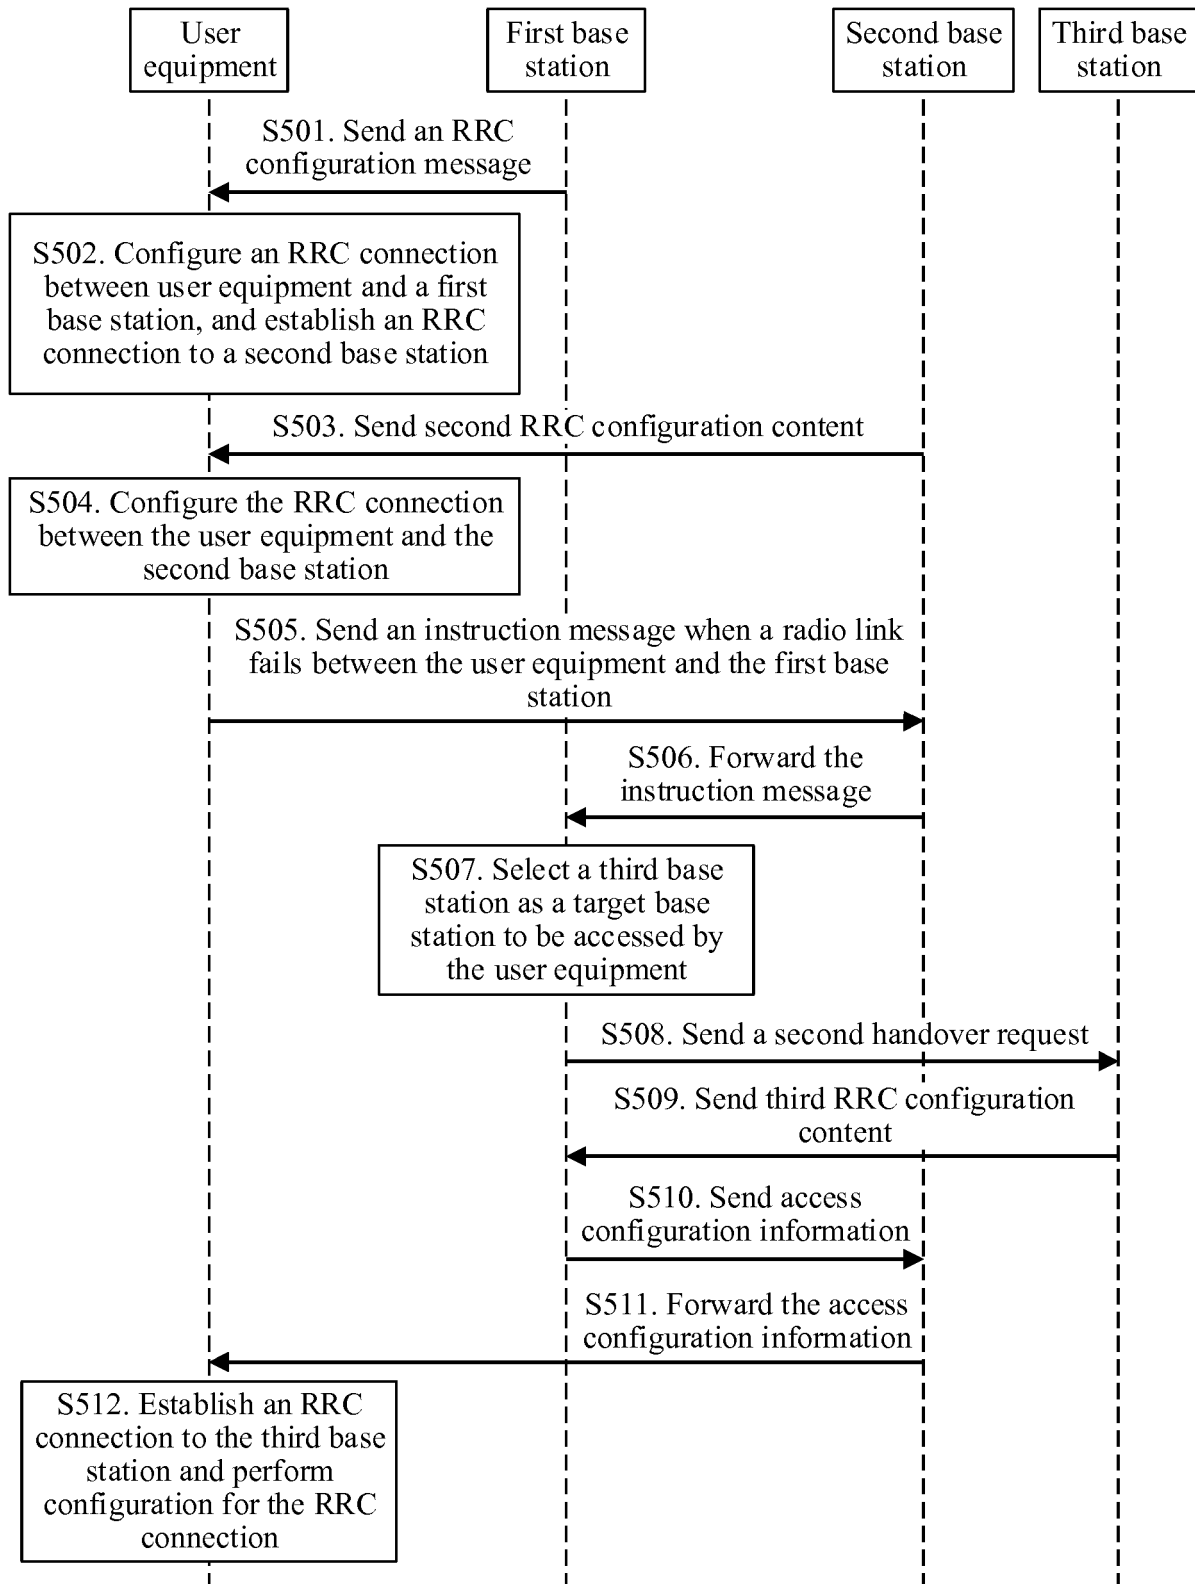 User
equipment
First base
station
Second base
station
Third base
station
S501. Send an RRC
configuration message
S502. Configure an RRC connection
between user equipment and a first
base station, and establish an RRC
connection to a second base station
S503. Send second RRC configuration content
S504. Configure the RRC connection
between the user equipment and the
second base station
S505. Send an instruction message when a radio link
fails between the user equipment and the first base
station
S506. Forward the
instruction message
S507. Select a third base
station as a target base
station to be accessed by
the user equipment
S508. Send a second handover request
S509. Send third RRC configuration
content
S510. Send access
configuration information
S511. Forward the access
configuration information
S512. Establish an RRC
connection to the third base
station and perform
configuration for the RRC
connection